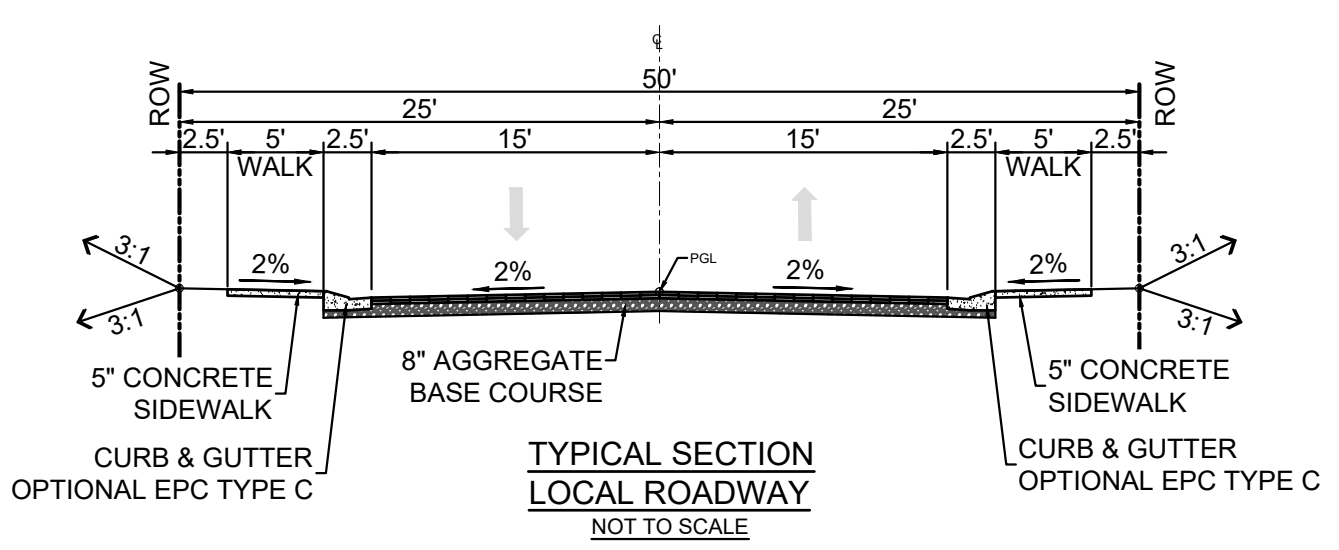 ℄
50'
ROW
ROW
25' 25'
2.5' 5' 2.5' 15' 15' 2.5' 5' 2.5'
WALK WALK
PGL
3:1 2% 2% 2% 2% 3:1
3:1 3:1
8" AGGREGATE
BASE COURSE
5" CONCRETE
SIDEWALK
5" CONCRETE
SIDEWALK
CURB & GUTTER
OPTIONAL EPC TYPE C
CURB & GUTTER
OPTIONAL EPC TYPE C
TYPICAL SECTION
LOCAL ROADWAY
NOT TO SCALE